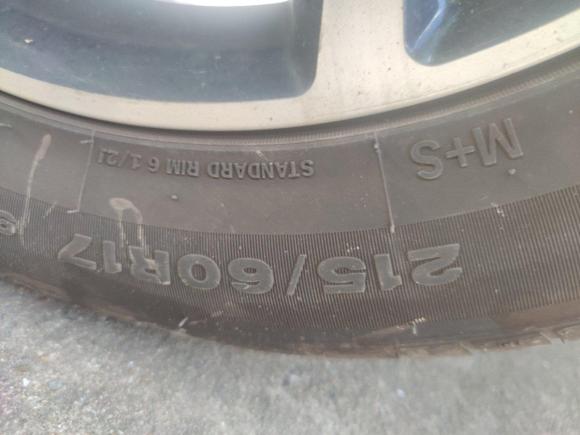 M+S
STANDARD RIM 6 1/2J
215/60R17